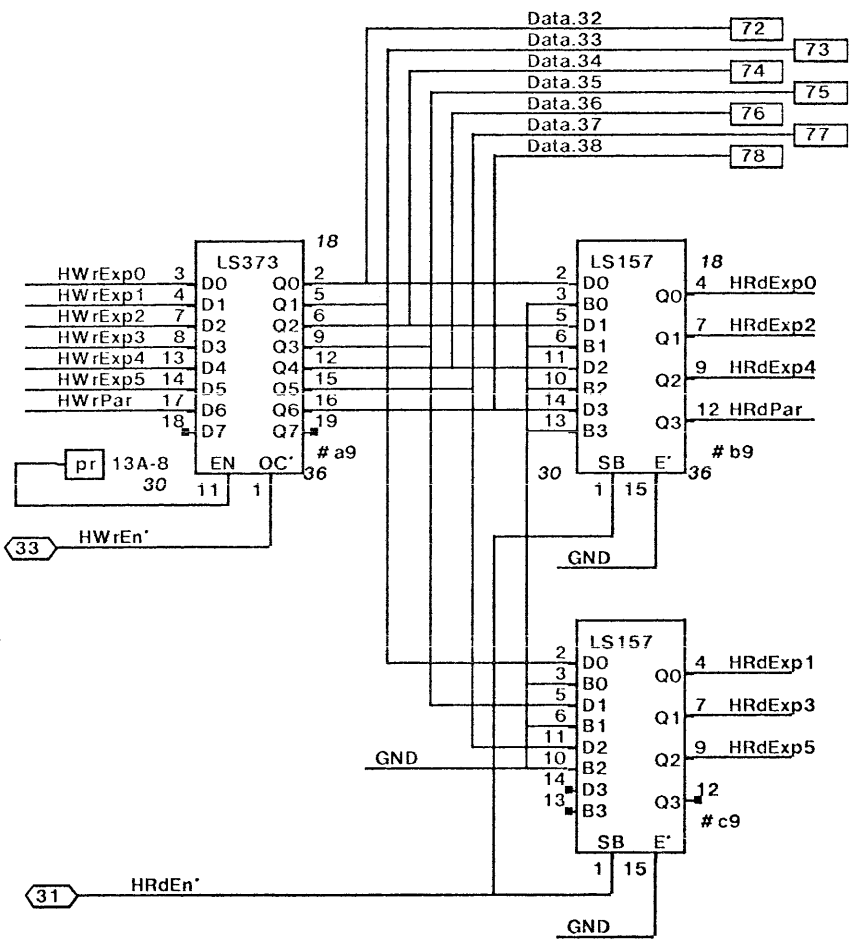 Data.32
72
Data.33
73
Data.34
74
Data.35
75
Data.36
76
Data.37
77
Data.38
78
18
LS373
HWrExp0 3 D0 Q0 2
HWrExp1 4 D1 Q1 5
HWrExp2 7 D2 Q2 6
HWrExp3 8 D3 Q3 9
HWrExp4 13 D4 Q4 12
HWrExp5 14 D5 Q5 15
HWrPar 17 D6 Q6 16
18 D7 Q7 19
# a9
pr 13A-8 EN OC' 36
30 11 1
33 HWrEn'
18
LS157
2 D0 Q0 4 HRdExp0
3 B0
5 D1 Q1 7 HRdExp2
6 B1
11 D2 Q2 9 HRdExp4
10 B2
14 D3 Q3 12 HRdPar
13 B3
# b9
30 SB E' 36
1 15
GND
LS157
2 D0 Q0 4 HRdExp1
3 B0
5 D1 Q1 7 HRdExp3
6 B1
11 D2 Q2 9 HRdExp5
GND 10 B2
14 D3 Q3 12
13 B3
# c9
SB E'
1 15
31 HRdEn'
GND